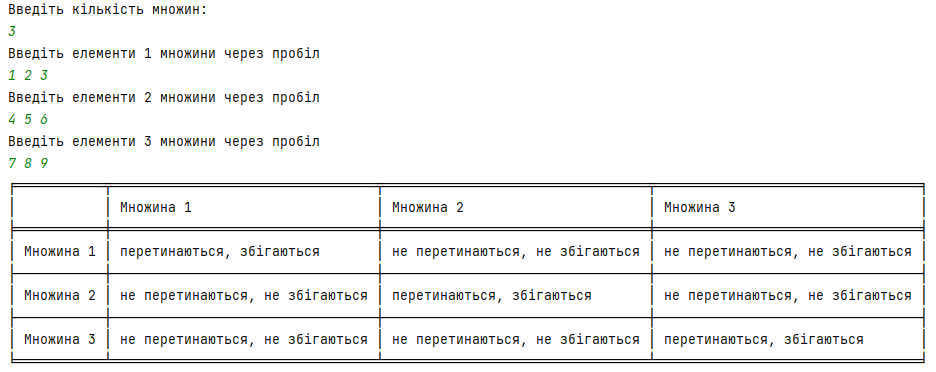 Введіть кількість множин:
3
Введіть елементи 1 множини через пробіл
1 2 3
Введіть елементи 2 множини через пробіл
4 5 6
Введіть елементи 3 множини через пробіл
7 8 9
Множина 1 Множина 2 Множина 3
Множина 1 перетинаються, збігаються не перетинаються, не збігаються не перетинаються, не збігаються
Множина 2 не перетинаються, не збігаються перетинаються, збігаються не перетинаються, не збігаються
Множина 3 не перетинаються, не збігаються не перетинаються, не збігаються перетинаються, збігаються